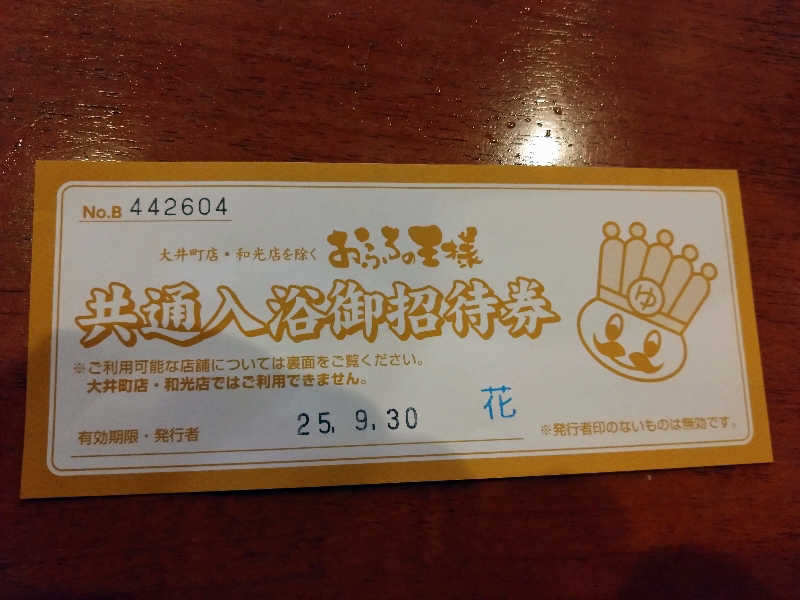 No.B 442604
大井町店・和光店を除く おふろの王様
共通入浴御招待券
ゆ
※ご利用可能な店舗については裏面をご覧ください。
大井町店・和光店ではご利用できません。
有効期限・発行者 25. 9. 30 花
※発行者印のないものは無効です。